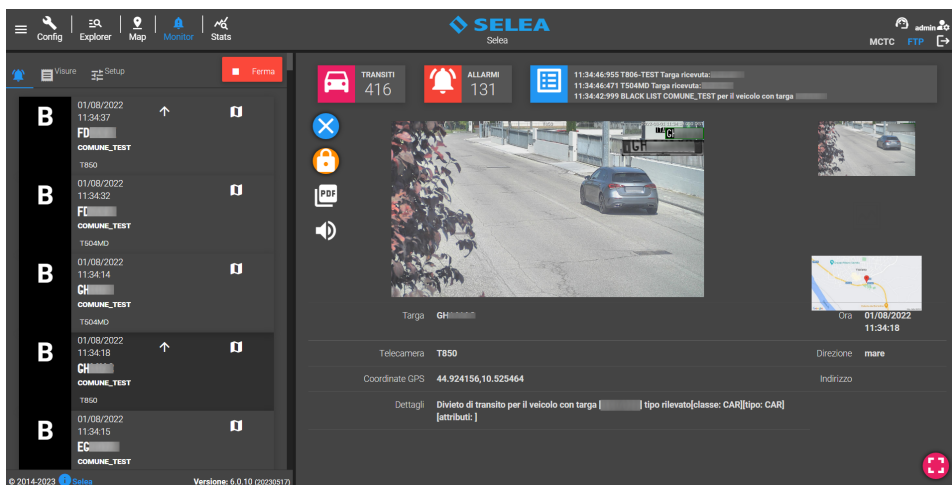 Config
Explorer
Map
Monitor
Stats
SELEA
Selea
admin
MCTC FTP
Visure
Setup
Ferma
B
01/08/2022
11:34:37
FD
COMUNE_TEST
T850
B
01/08/2022
11:34:32
FD
COMUNE_TEST
T504MD
B
01/08/2022
11:34:14
GH
COMUNE_TEST
T504MD
B
01/08/2022
11:34:18
GH
COMUNE_TEST
T850
B
01/08/2022
11:34:15
EG
COMUNE_TEST
© 2014-2023 Selea Versione: 6.0.10 (20230517)
TRANSITI
416
ALLARMI
131
11:34:46:955 T806-TEST Targa ricevuta:
11:34:46:471 T504MD Targa ricevuta:
11:34:42:999 BLACK LIST COMUNE_TEST per il veicolo con targa
PDF
GH
Targa GH
Ora 01/08/2022
11:34:18
Telecamera T850
Direzione mare
Coordinate GPS 44.924156,10.525464
Indirizzo
Dettagli Divieto di transito per il veicolo con targa [ ] tipo rilevato[classe: CAR][tipo: CAR]
[attributi: ]